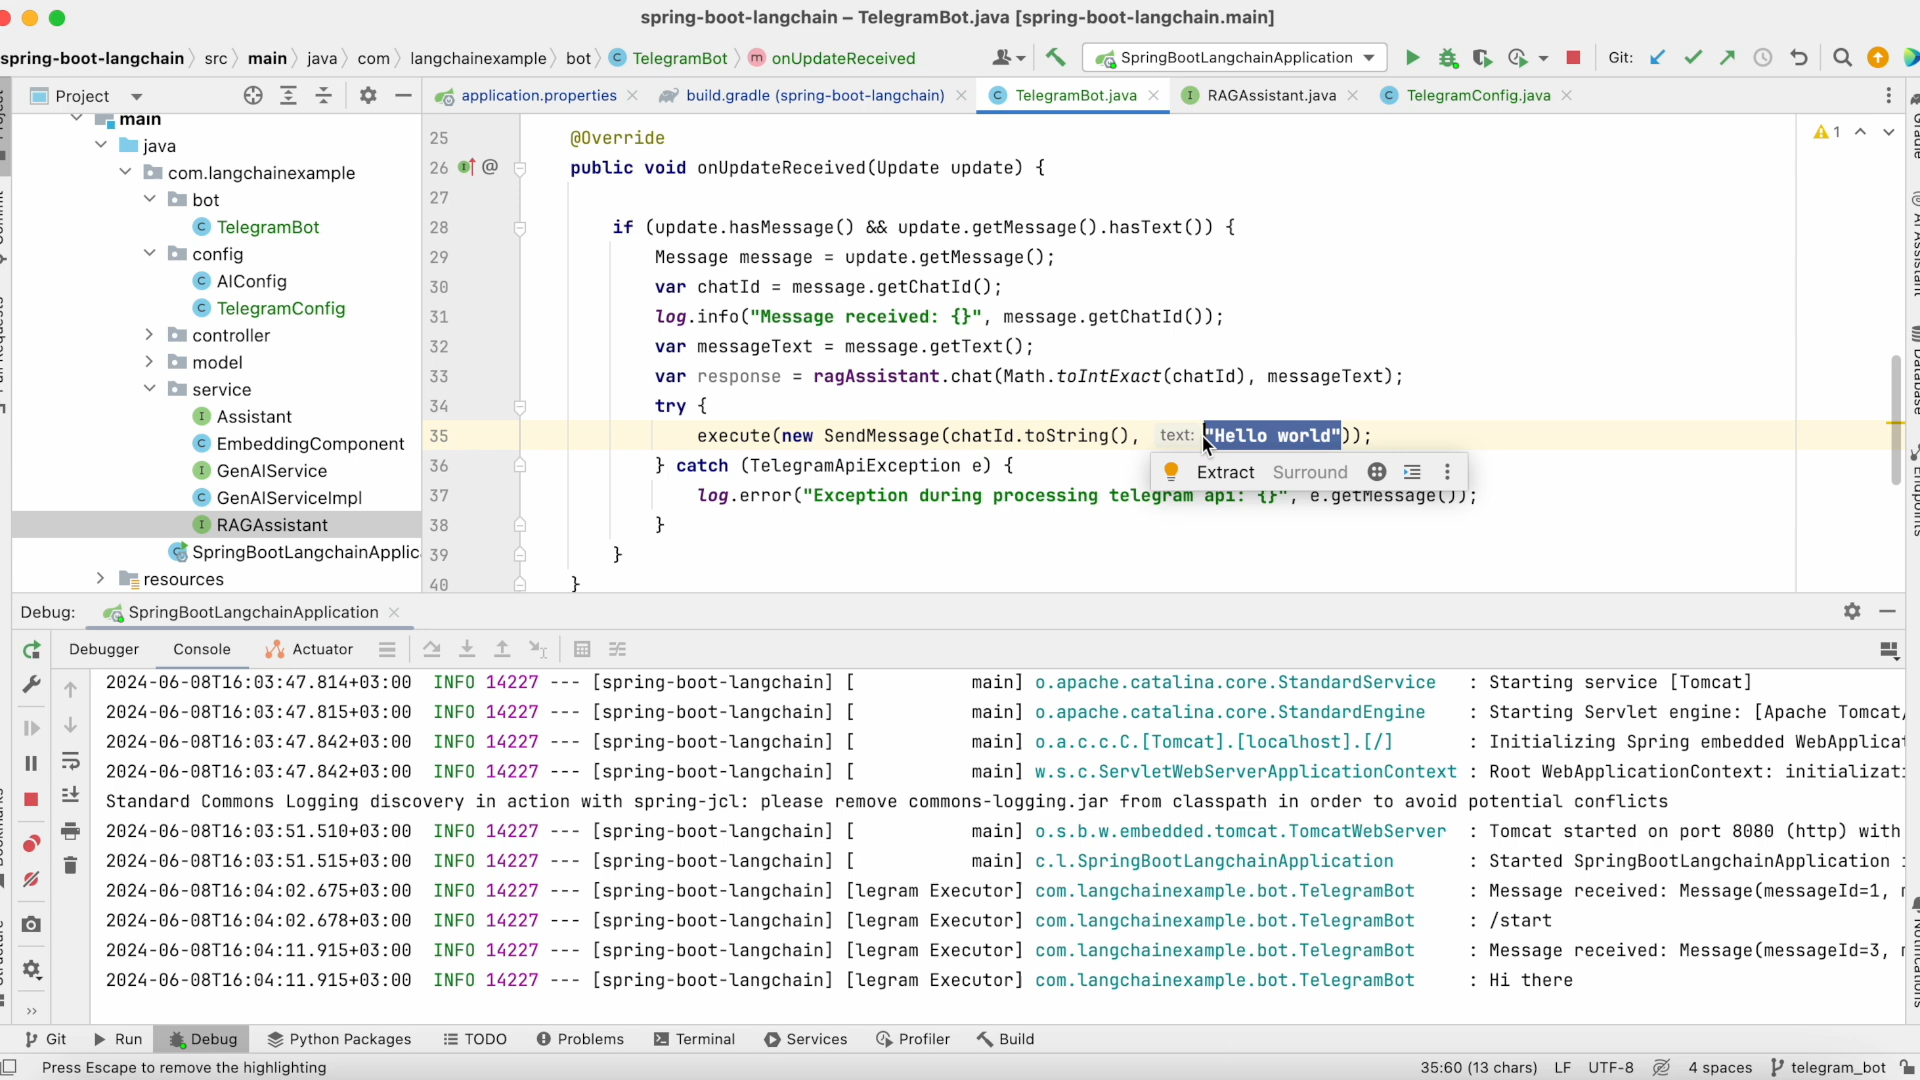 spring-boot-langchain – TelegramBot.java [spring-boot-langchain.main]
spring-boot-langchain src main java com langchainexample bot TelegramBot onUpdateReceived SpringBootLangchainApplication Git:
Project application.properties build.gradle (spring-boot-langchain) TelegramBot.java RAGAssistant.java TelegramConfig.java
main
java
com.langchainexample
bot
TelegramBot
config
AIConfig
TelegramConfig
controller
model
service
Assistant
EmbeddingComponent
GenAIService
GenAIServiceImpl
RAGAssistant
SpringBootLangchainApplic
resources
25 @Override
26 public void onUpdateReceived(Update update) {
27
28 if (update.hasMessage() && update.getMessage().hasText()) {
29 Message message = update.getMessage();
30 var chatId = message.getChatId();
31 log.info("Message received: {}", message.getChatId());
32 var messageText = message.getText();
33 var response = ragAssistant.chat(Math.toIntExact(chatId), messageText);
34 try {
35 execute(new SendMessage(chatId.toString(), text: "Hello world"));
36 } catch (TelegramApiException e) {
Extract Surround
37 log.error("Exception during processing telegram api: {}", e.getMessage());
38 }
39 }
40 }
1
Gradle
AI Assistant
Database
Endpoints
Notifications
Debug: SpringBootLangchainApplication
Debugger Console Actuator
2024-06-08T16:03:47.814+03:00 INFO 14227 --- [spring-boot-langchain] [ main] o.apache.catalina.core.StandardService : Starting service [Tomcat]
2024-06-08T16:03:47.815+03:00 INFO 14227 --- [spring-boot-langchain] [ main] o.apache.catalina.core.StandardEngine : Starting Servlet engine: [Apache Tomcat/
2024-06-08T16:03:47.842+03:00 INFO 14227 --- [spring-boot-langchain] [ main] o.a.c.c.C.[Tomcat].[localhost].[/] : Initializing Spring embedded WebApplicat
2024-06-08T16:03:47.842+03:00 INFO 14227 --- [spring-boot-langchain] [ main] w.s.c.ServletWebServerApplicationContext : Root WebApplicationContext: initializati
Standard Commons Logging discovery in action with spring-jcl: please remove commons-logging.jar from classpath in order to avoid potential conflicts
2024-06-08T16:03:51.510+03:00 INFO 14227 --- [spring-boot-langchain] [ main] o.s.b.w.embedded.tomcat.TomcatWebServer : Tomcat started on port 8080 (http) with
2024-06-08T16:03:51.515+03:00 INFO 14227 --- [spring-boot-langchain] [ main] c.l.SpringBootLangchainApplication : Started SpringBootLangchainApplication i
2024-06-08T16:04:02.675+03:00 INFO 14227 --- [spring-boot-langchain] [legram Executor] com.langchainexample.bot.TelegramBot : Message received: Message(messageId=1,
2024-06-08T16:04:02.678+03:00 INFO 14227 --- [spring-boot-langchain] [legram Executor] com.langchainexample.bot.TelegramBot : /start
2024-06-08T16:04:11.915+03:00 INFO 14227 --- [spring-boot-langchain] [legram Executor] com.langchainexample.bot.TelegramBot : Message received: Message(messageId=3,
2024-06-08T16:04:11.915+03:00 INFO 14227 --- [spring-boot-langchain] [legram Executor] com.langchainexample.bot.TelegramBot : Hi there
Git Run Debug Python Packages TODO Problems Terminal Services Profiler Build
Press Escape to remove the highlighting 35:60 (13 chars) LF UTF-8 4 spaces telegram_bot